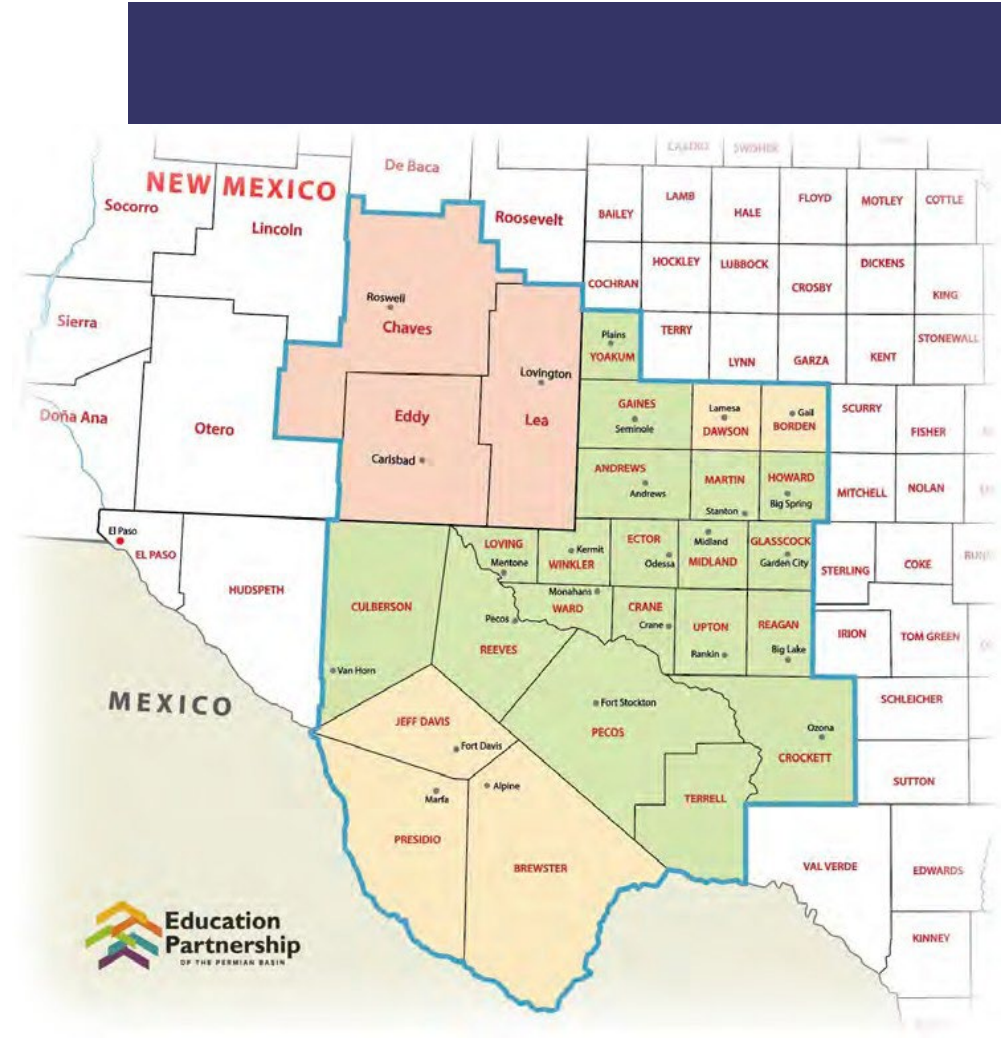 CASTRO
SWISHER
De Baca
NEW MEXICO
Socorro
Lincoln
Roosevelt
BAILEY
LAMB
HALE
FLOYD
MOTLEY
COTTLE
COCHRAN
HOCKLEY
LUBBOCK
CROSBY
DICKENS
KING
Roswell
Chaves
Sierra
Plains
YOAKUM
TERRY
LYNN
GARZA
KENT
STONEWALL
Lovington
Lea
Eddy
Carlsbad
Doña Ana
Otero
GAINES
Seminole
Lamesa
DAWSON
Gail
BORDEN
SCURRY
FISHER
ANDREWS
Andrews
MARTIN
Stanton
HOWARD
Big Spring
MITCHELL
NOLAN
El Paso
EL PASO
HUDSPETH
CULBERSON
Van Horn
LOVING
Mentone
Kermit
WINKLER
ECTOR
Odessa
Midland
MIDLAND
GLASSCOCK
Garden City
STERLING
COKE
Monahans
WARD
CRANE
Crane
UPTON
Rankin
REAGAN
Big Lake
IRION
TOM GREEN
Pecos
REEVES
MEXICO
JEFF DAVIS
Fort Davis
Fort Stockton
PECOS
Ozona
CROCKETT
SCHLEICHER
SUTTON
TERRELL
Marfa
PRESIDIO
Alpine
BREWSTER
VAL VERDE
EDWARDS
KINNEY
Education
Partnership
OF THE PERMIAN BASIN